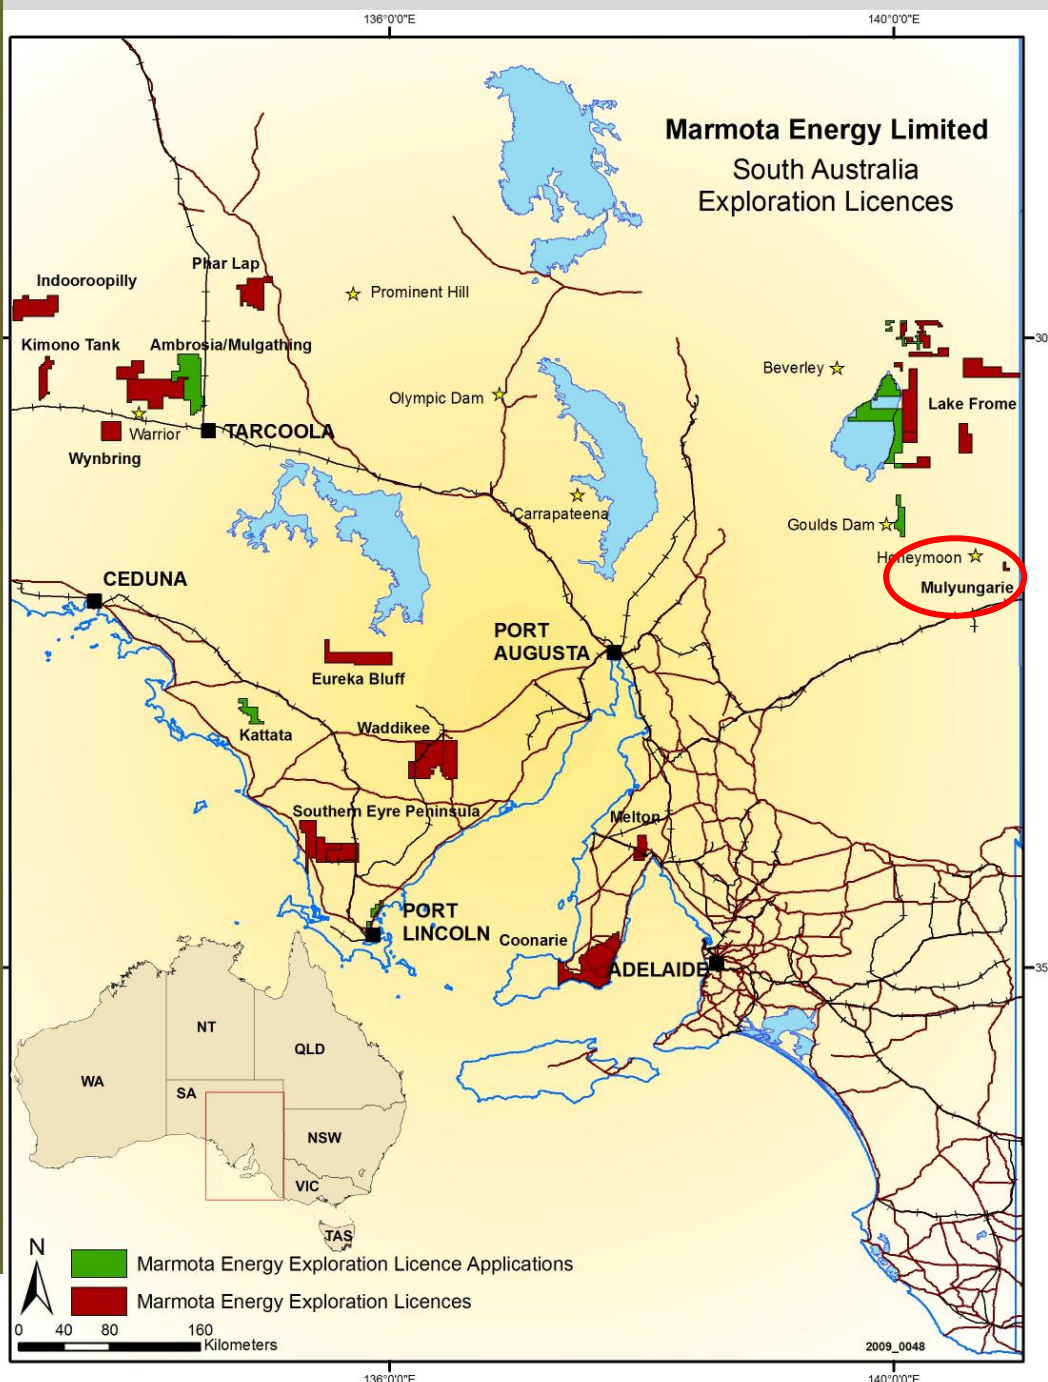 136°0'0"E
140°0'0"E
Marmota Energy Limited
South Australia
Exploration Licences
Phar Lap
Indooroopilly
Prominent Hill
Kimono Tank
Ambrosia/Mulgathing
30
Beverley
Olympic Dam
Lake Frome
Warrior
TARCOOLA
Wynbring
Carrapateena
Goulds Dam
Honeymoon
CEDUNA
Mulyungarie
PORT
AUGUSTA
Eureka Bluff
Kattata
Waddikee
Southern Eyre Peninsula
Melton
PORT
LINCOLN
Coonarie
ADELAIDE
35
NT
QLD
WA
SA
NSW
VIC
TAS
N
Marmota Energy Exploration Licence Applications
Marmota Energy Exploration Licences
0 40 80 160
Kilometers
2009_0048
136°0'0"E
140°0'0"E